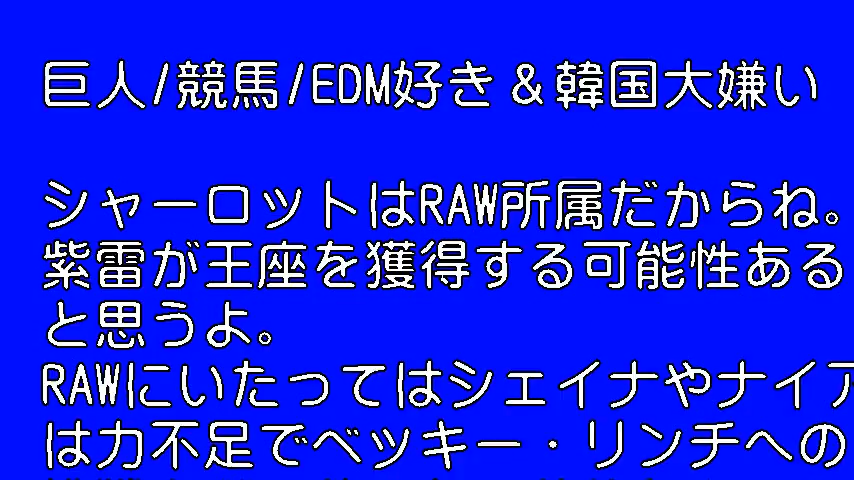 巨人/競馬/EDM好き＆韓国大嫌い
シャーロットはRAW所属だからね。
紫雷が王座を獲得する可能性ある
と思うよ。
RAWにいたってはシェイナやナイア
は力不足でベッキー・リンチへの